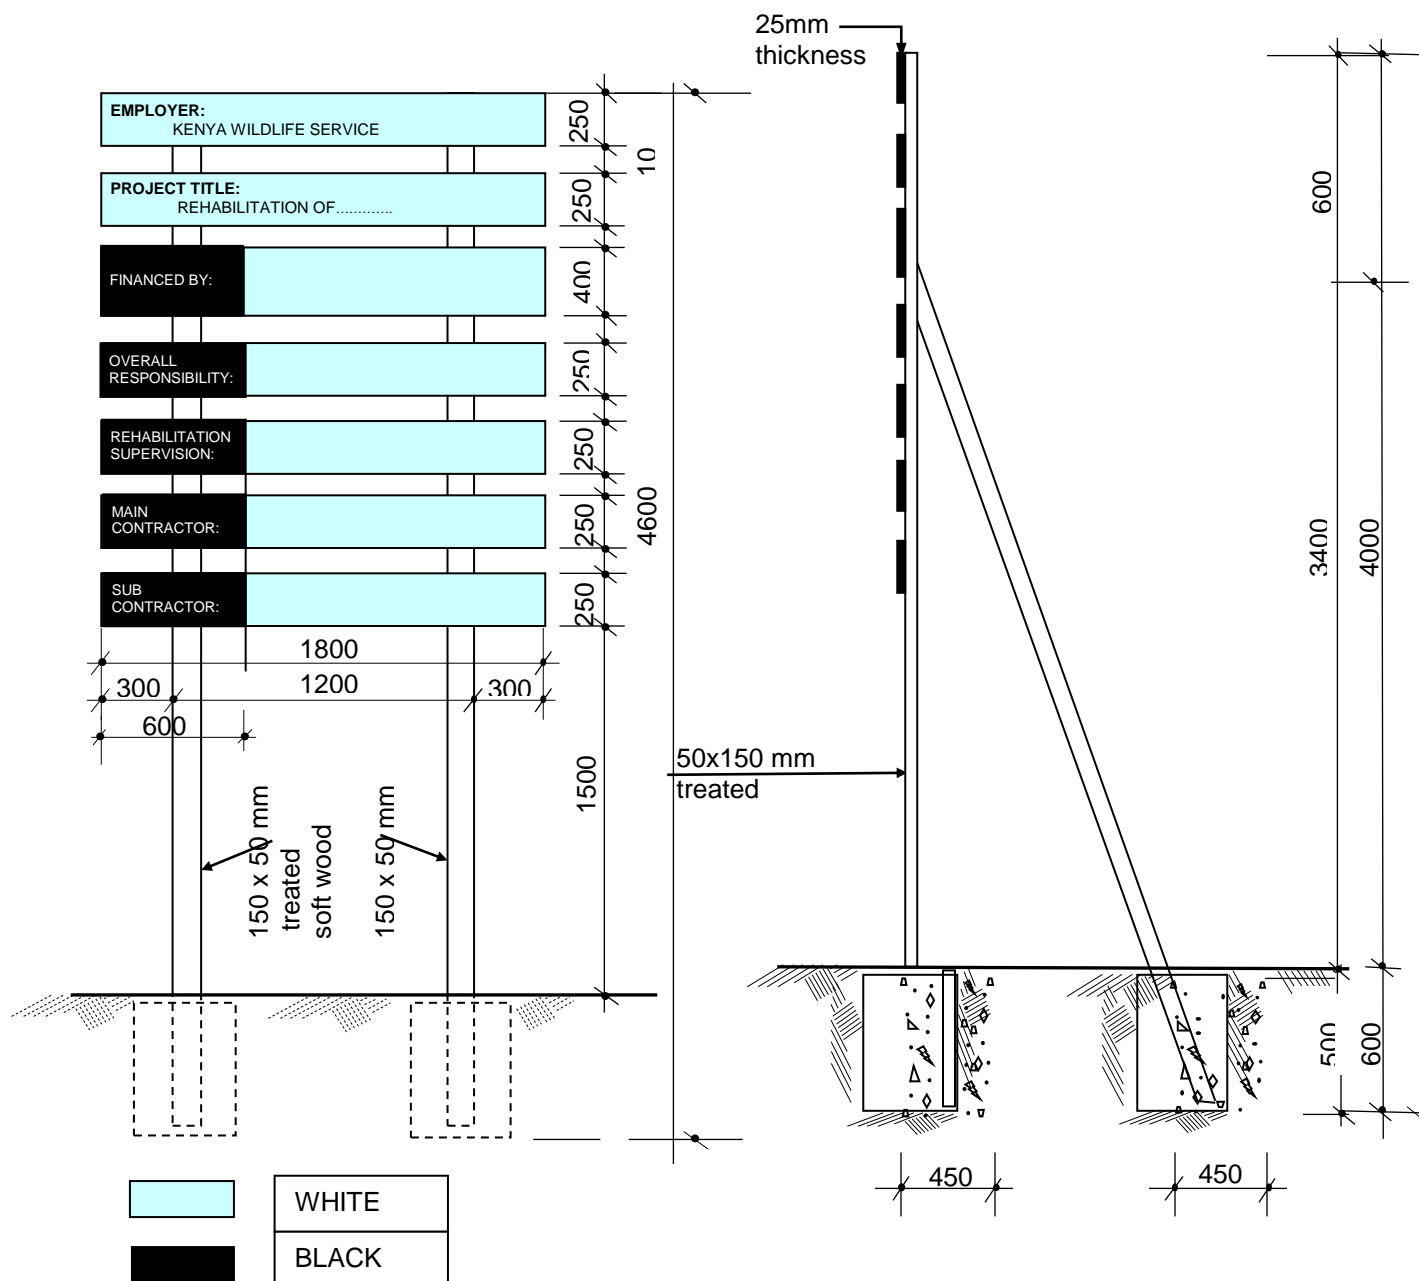 25mm
thickness
EMPLOYER:
KENYA WILDLIFE SERVICE
250
10
PROJECT TITLE:
REHABILITATION OF.............
250
600
FINANCED BY:
400
OVERALL
RESPONSIBILITY:
250
REHABILITATION
SUPERVISION:
250
4600
3400
4000
MAIN
CONTRACTOR:
250
SUB
CONTRACTOR:
250
1800
300
1200
300
600
1500
50x150 mm
treated
150 x 50 mm
treated
soft wood
150 x 50 mm
500
600
450
450
WHITE
BLACK